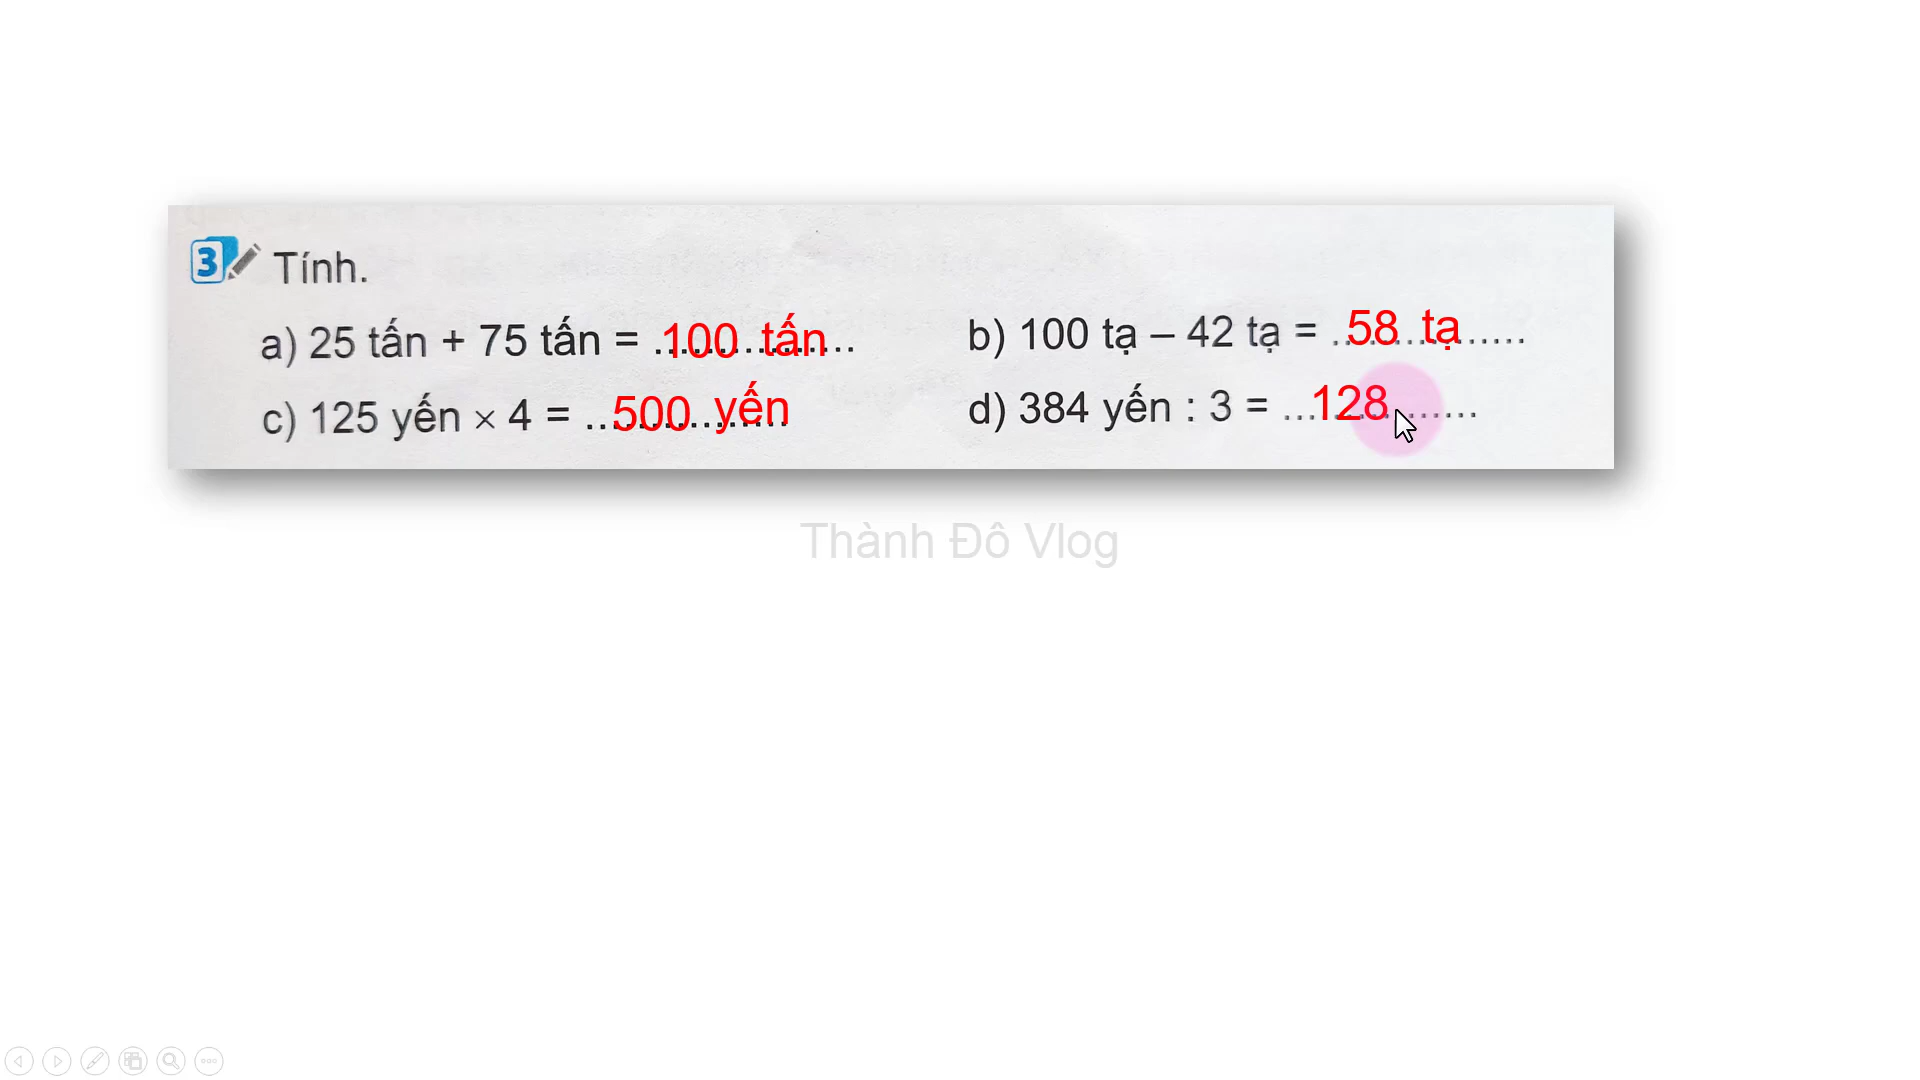 3 Tính.
a) 25 tấn + 75 tấn = 100 tấn
b) 100 tạ – 42 tạ = 58 tạ
c) 125 yến × 4 = 500 yến
d) 384 yến : 3 = 128
Thành Đô Vlog